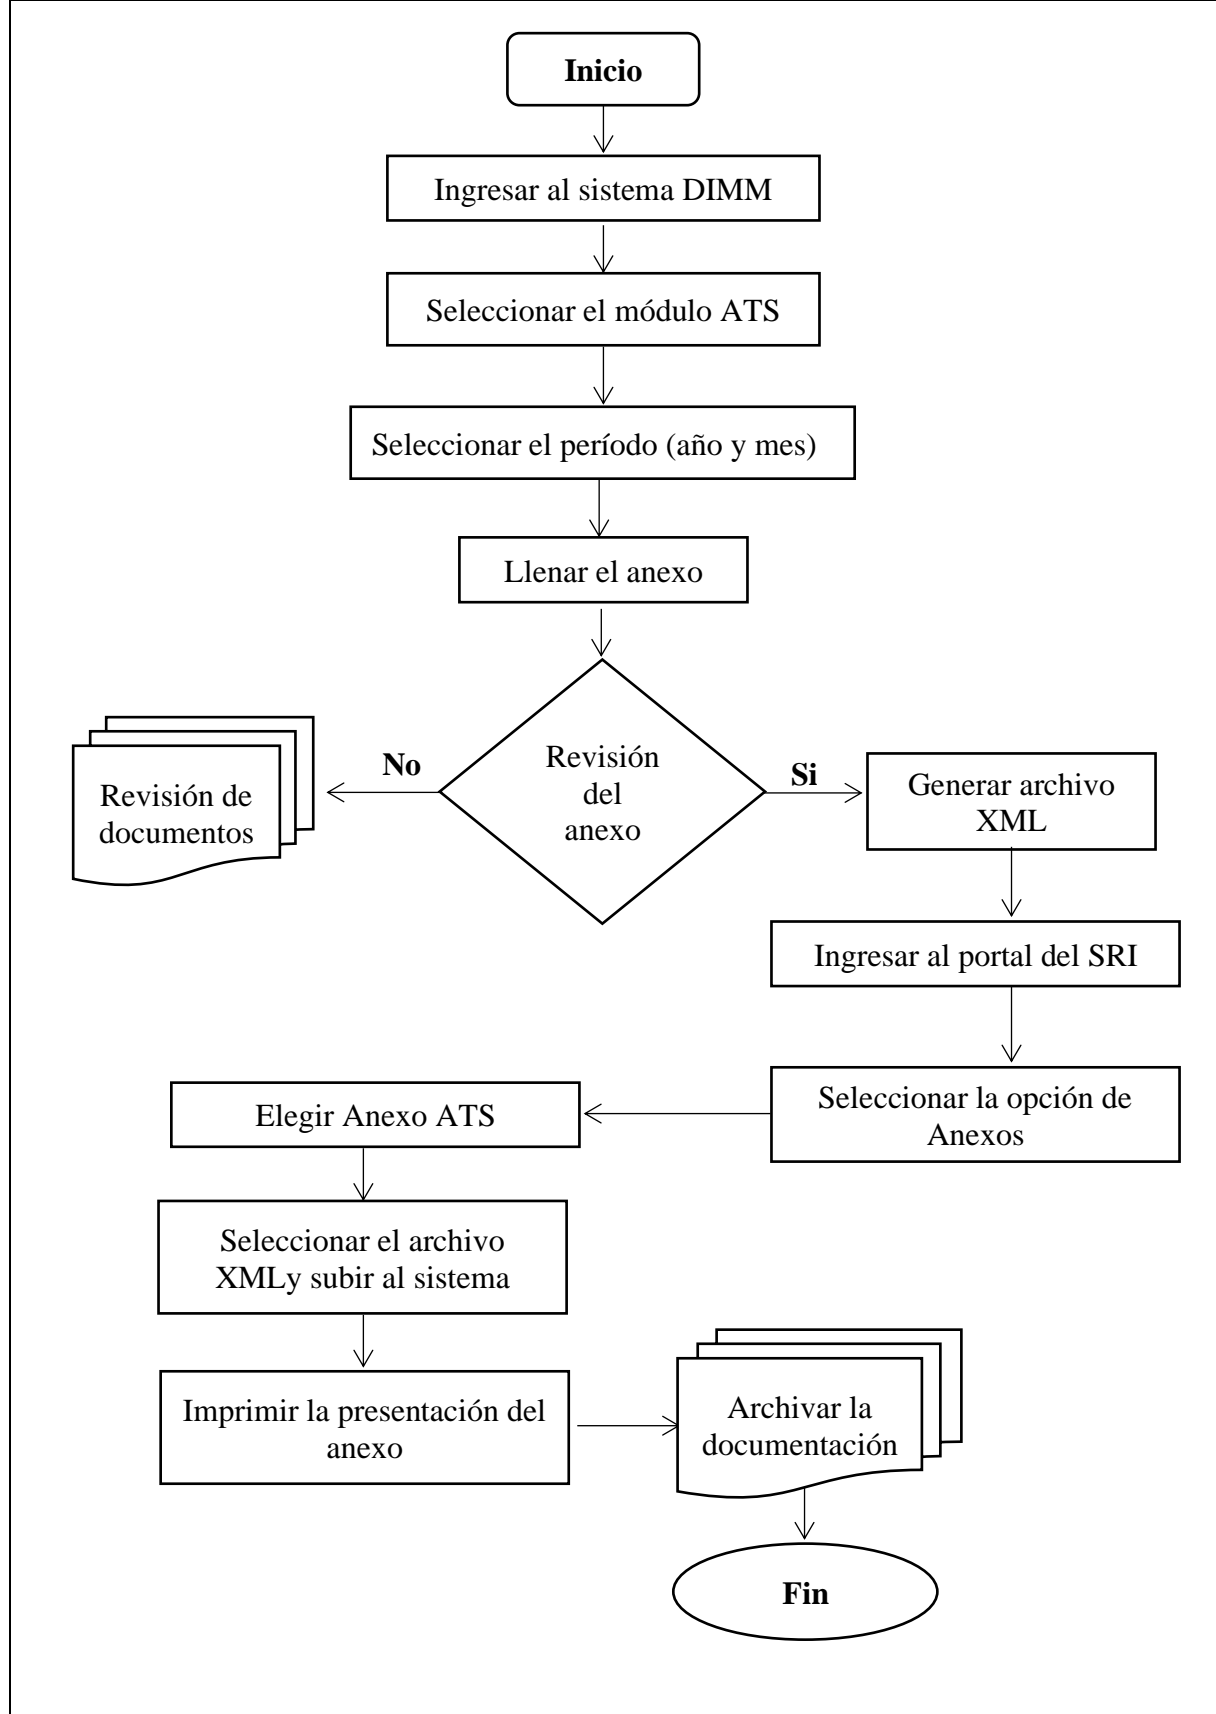 Inicio
Ingresar al sistema DIMM
Seleccionar el módulo ATS
Seleccionar el período (año y mes)
Llenar el anexo
Revisión
del
anexo
No
Si
Revisión de
documentos
Generar archivo
XML
Ingresar al portal del SRI
Seleccionar la opción de
Anexos
Elegir Anexo ATS
Seleccionar el archivo
XMLy subir al sistema
Imprimir la presentación del
anexo
Archivar la
documentación
Fin